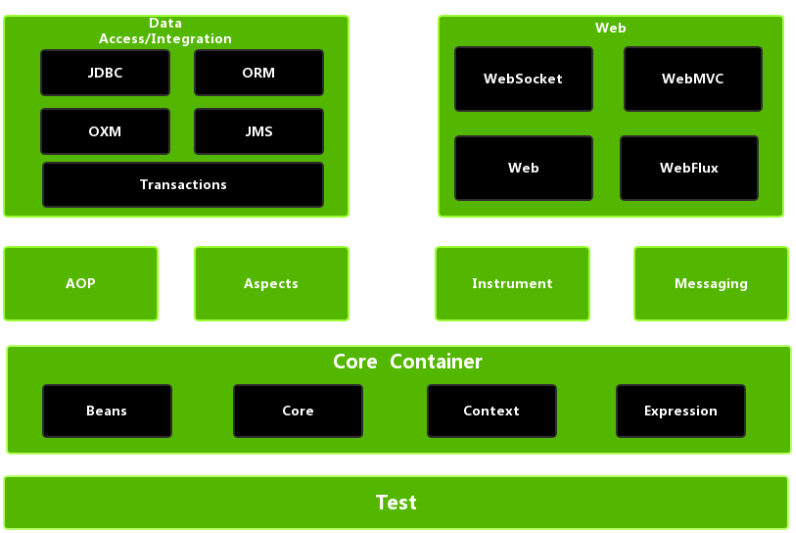 Data
Access/Integration
JDBC
ORM
OXM
JMS
Transactions
Web
WebSocket
WebMVC
Web
WebFlux
AOP
Aspects
Instrument
Messaging
Core Container
Beans
Core
Context
Expression
Test